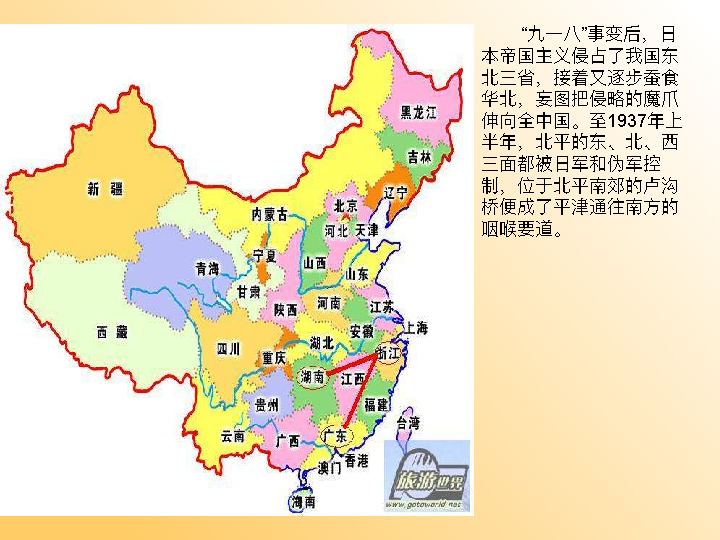 “九一八”事变后，日
本帝国主义侵占了我国东
北三省，接着又逐步蚕食
华北，妄图把侵略的魔爪
伸向全中国。至1937年上
半年，北平的东、北、西
三面都被日军和伪军控
制，位于北平南郊的卢沟
桥便成了平津通往南方的
咽喉要道。
黑龙江
吉林
辽宁
新 疆
内蒙古
北京
河北
天津
宁夏
山西
山东
青海
甘肃
陕西
河南
江苏
西 藏
安徽
上海
四川
湖北
重庆
浙江
湖南
江西
贵州
福建
云南
广西
广东
台湾
澳门
香港
海南
旅游世界
www.gotoworld.net